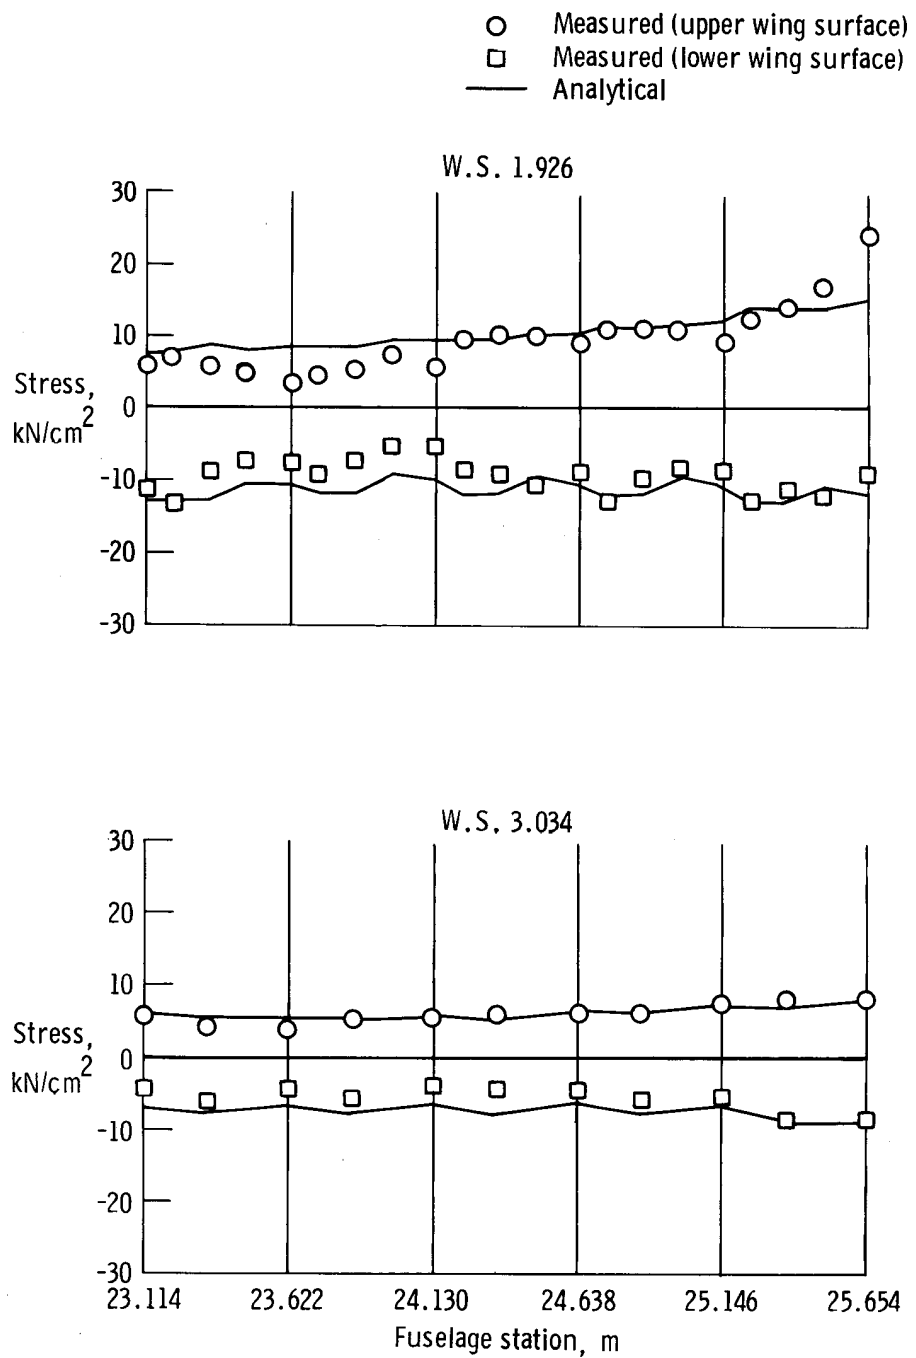 Measured (upper wing surface)
Measured (lower wing surface)
Analytical
W.S. 1.926
30
20
10
0
-10
-20
-30
Stress,
kN/cm2
W.S. 3.034
30
20
10
0
-10
-20
-30
Stress,
kN/cm2
23.114 23.622 24.130 24.638 25.146 25.654
Fuselage station, m